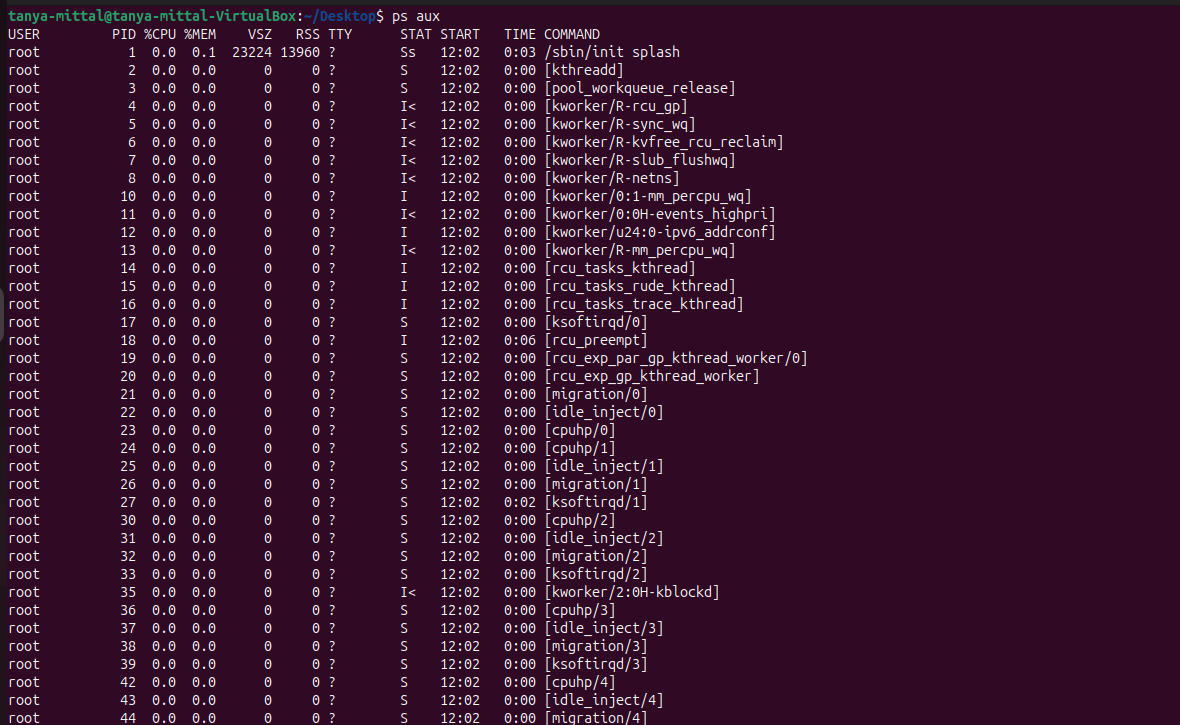 tanya-mittal@tanya-mittal-VirtualBox:~/Desktop$ ps aux
USER         PID %CPU %MEM    VSZ   RSS TTY      STAT START   TIME COMMAND
root           1  0.0  0.1  23224 13960 ?        Ss   12:02   0:03 /sbin/init splash
root           2  0.0  0.0      0     0 ?        S    12:02   0:00 [kthreadd]
root           3  0.0  0.0      0     0 ?        S    12:02   0:00 [pool_workqueue_release]
root           4  0.0  0.0      0     0 ?        I<   12:02   0:00 [kworker/R-rcu_gp]
root           5  0.0  0.0      0     0 ?        I<   12:02   0:00 [kworker/R-sync_wq]
root           6  0.0  0.0      0     0 ?        I<   12:02   0:00 [kworker/R-kvfree_rcu_reclaim]
root           7  0.0  0.0      0     0 ?        I<   12:02   0:00 [kworker/R-slub_flushwq]
root           8  0.0  0.0      0     0 ?        I<   12:02   0:00 [kworker/R-netns]
root          10  0.0  0.0      0     0 ?        I    12:02   0:00 [kworker/0:1-mm_percpu_wq]
root          11  0.0  0.0      0     0 ?        I<   12:02   0:00 [kworker/0:0H-events_highpri]
root          12  0.0  0.0      0     0 ?        I    12:02   0:00 [kworker/u24:0-ipv6_addrconf]
root          13  0.0  0.0      0     0 ?        I<   12:02   0:00 [kworker/R-mm_percpu_wq]
root          14  0.0  0.0      0     0 ?        I    12:02   0:00 [rcu_tasks_kthread]
root          15  0.0  0.0      0     0 ?        I    12:02   0:00 [rcu_tasks_rude_kthread]
root          16  0.0  0.0      0     0 ?        I    12:02   0:00 [rcu_tasks_trace_kthread]
root          17  0.0  0.0      0     0 ?        S    12:02   0:00 [ksoftirqd/0]
root          18  0.0  0.0      0     0 ?        I    12:02   0:06 [rcu_preempt]
root          19  0.0  0.0      0     0 ?        S    12:02   0:00 [rcu_exp_par_gp_kthread_worker/0]
root          20  0.0  0.0      0     0 ?        S    12:02   0:00 [rcu_exp_gp_kthread_worker]
root          21  0.0  0.0      0     0 ?        S    12:02   0:00 [migration/0]
root          22  0.0  0.0      0     0 ?        S    12:02   0:00 [idle_inject/0]
root          23  0.0  0.0      0     0 ?        S    12:02   0:00 [cpuhp/0]
root          24  0.0  0.0      0     0 ?        S    12:02   0:00 [cpuhp/1]
root          25  0.0  0.0      0     0 ?        S    12:02   0:00 [idle_inject/1]
root          26  0.0  0.0      0     0 ?        S    12:02   0:00 [migration/1]
root          27  0.0  0.0      0     0 ?        S    12:02   0:02 [ksoftirqd/1]
root          30  0.0  0.0      0     0 ?        S    12:02   0:00 [cpuhp/2]
root          31  0.0  0.0      0     0 ?        S    12:02   0:00 [idle_inject/2]
root          32  0.0  0.0      0     0 ?        S    12:02   0:00 [migration/2]
root          33  0.0  0.0      0     0 ?        S    12:02   0:00 [ksoftirqd/2]
root          35  0.0  0.0      0     0 ?        I<   12:02   0:00 [kworker/2:0H-kblockd]
root          36  0.0  0.0      0     0 ?        S    12:02   0:00 [cpuhp/3]
root          37  0.0  0.0      0     0 ?        S    12:02   0:00 [idle_inject/3]
root          38  0.0  0.0      0     0 ?        S    12:02   0:00 [migration/3]
root          39  0.0  0.0      0     0 ?        S    12:02   0:00 [ksoftirqd/3]
root          42  0.0  0.0      0     0 ?        S    12:02   0:00 [cpuhp/4]
root          43  0.0  0.0      0     0 ?        S    12:02   0:00 [idle_inject/4]
root          44  0.0  0.0      0     0 ?        S    12:02   0:00 [migration/4]